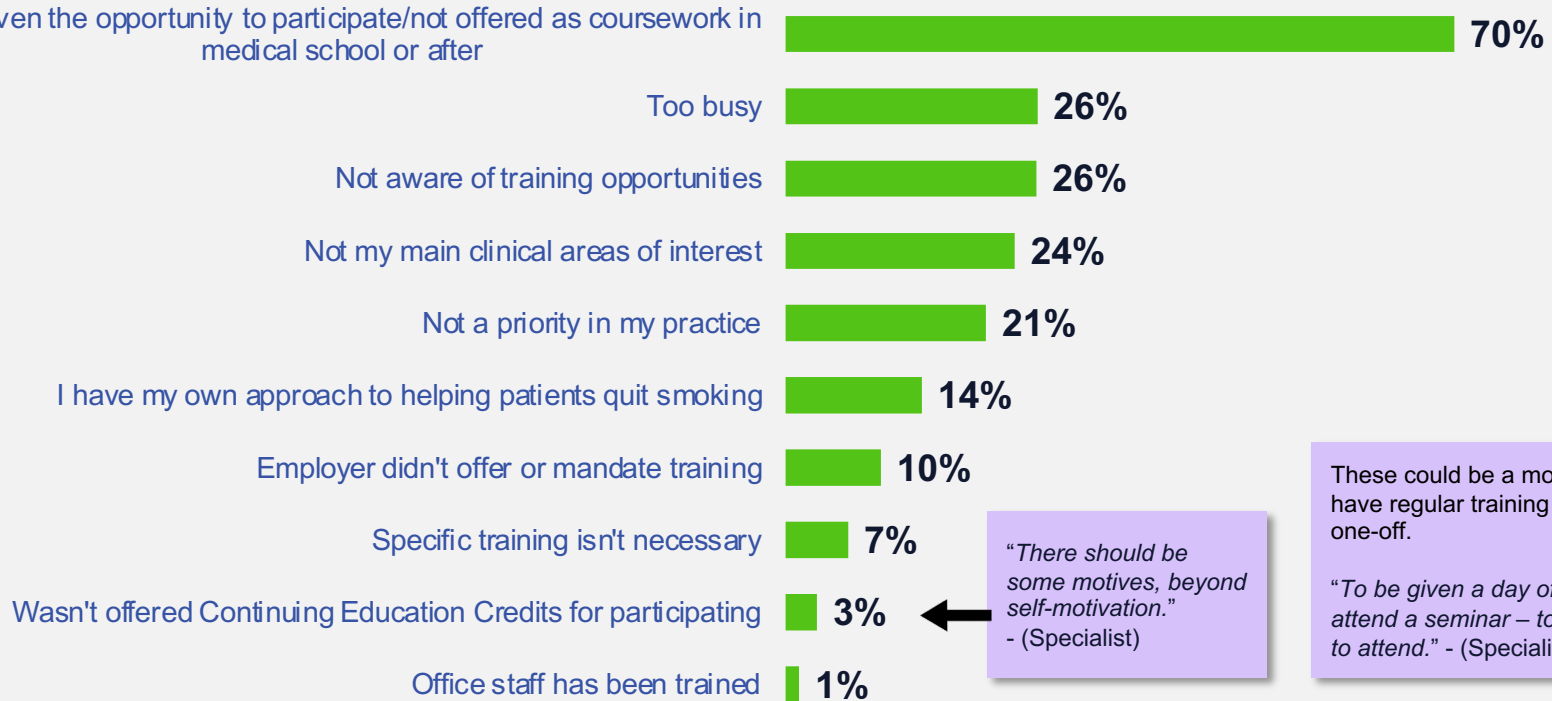 the opportunity to participate/not offered as coursework in
medical school or after
70%
Too busy
26%
Not aware of training opportunities
26%
Not my main clinical areas of interest
24%
Not a priority in my practice
21%
I have my own approach to helping patients quit smoking
14%
Employer didn't offer or mandate training
10%
Specific training isn't necessary
7%
Wasn't offered Continuing Education Credits for participating
3%
Office staff has been trained
1%
“There should be
some motives, beyond
self-motivation.”
- (Specialist)
These could be a
have regular training
one-off.
“To be given a day
attend a seminar –
to attend.” -